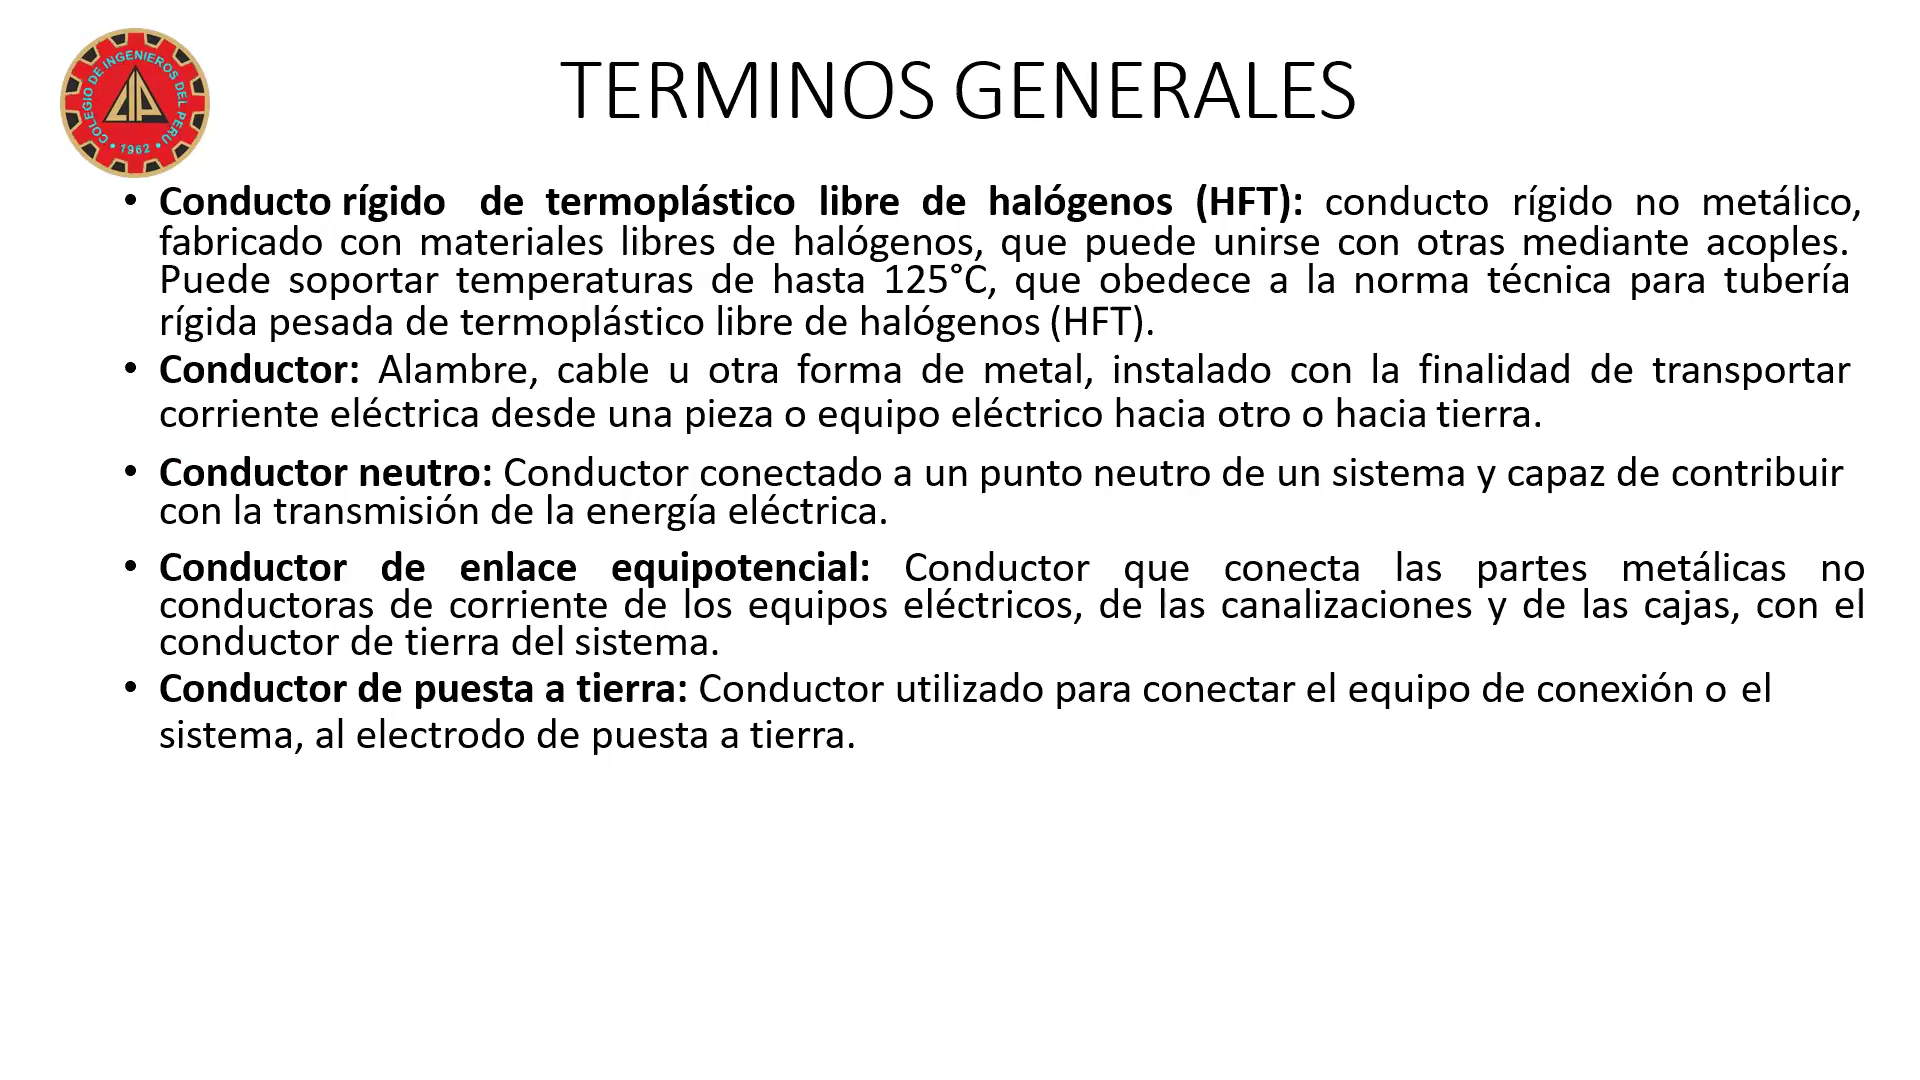 COLEGIO DE INGENIEROS DEL PERU
CIP
• 1962 •
TERMINOS GENERALES
• Conducto rígido de termoplástico libre de halógenos (HFT): conducto rígido no metálico,
fabricado con materiales libres de halógenos, que puede unirse con otras mediante acoples.
Puede soportar temperaturas de hasta 125°C, que obedece a la norma técnica para tubería
rígida pesada de termoplástico libre de halógenos (HFT).
• Conductor: Alambre, cable u otra forma de metal, instalado con la finalidad de transportar
corriente eléctrica desde una pieza o equipo eléctrico hacia otro o hacia tierra.
• Conductor neutro: Conductor conectado a un punto neutro de un sistema y capaz de contribuir
con la transmisión de la energía eléctrica.
• Conductor de enlace equipotencial: Conductor que conecta las partes metálicas no
conductoras de corriente de los equipos eléctricos, de las canalizaciones y de las cajas, con el
conductor de tierra del sistema.
• Conductor de puesta a tierra: Conductor utilizado para conectar el equipo de conexión o el
sistema, al electrodo de puesta a tierra.